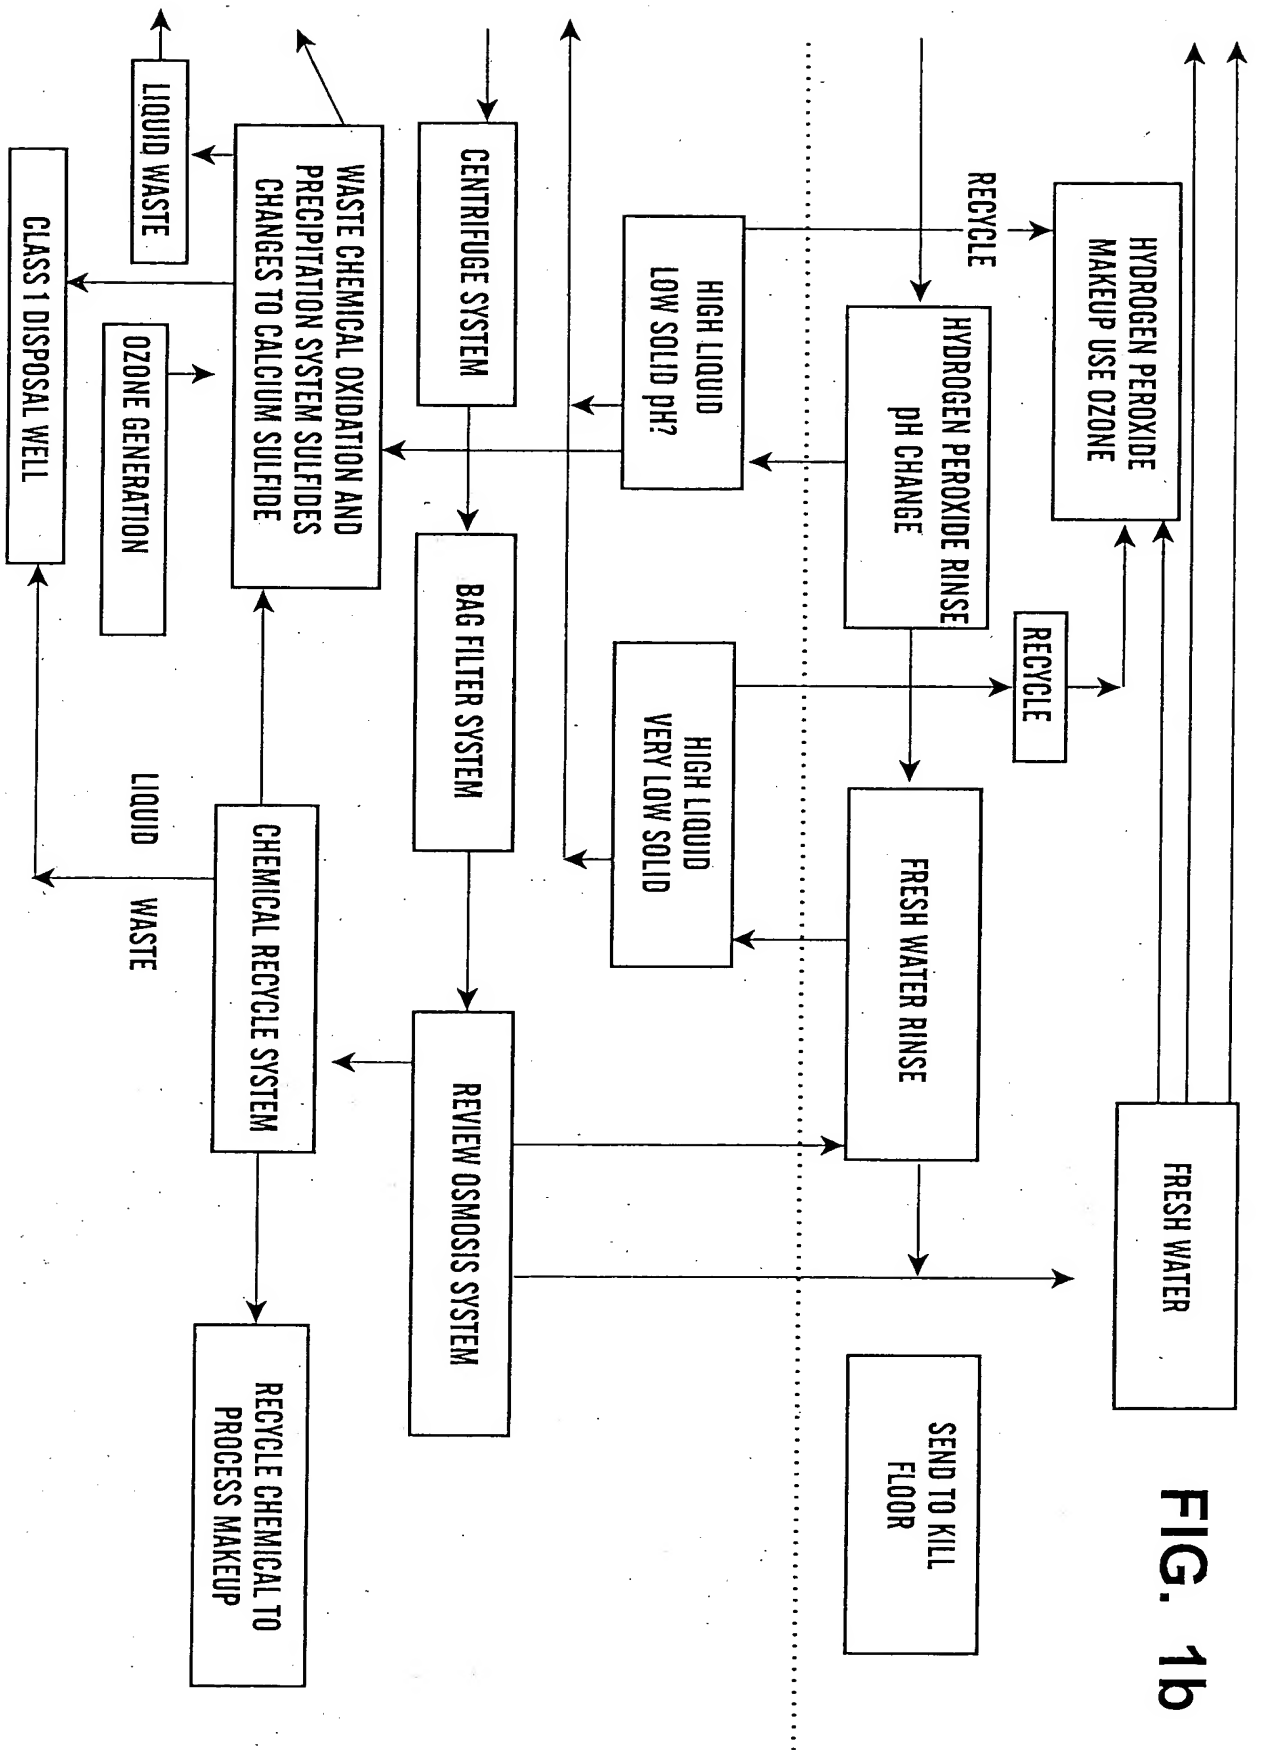 FIG. 1b
HYDROGEN PEROXIDE
MAKEUP USE OZONE
FRESH WATER
RECYCLE
RECYCLE
HYDROGEN PEROXIDE RINSE
pH CHANGE
FRESH WATER RINSE
SEND TO KILL
FLOOR
HIGH LIQUID
LOW SOLID pH?
HIGH LIQUID
VERY LOW SOLID
CENTRIFUGE SYSTEM
BAG FILTER SYSTEM
REVIEW OSMOSIS SYSTEM
WASTE CHEMICAL OXIDATION AND
PRECIPITATION SYSTEM SULFIDES
CHANGES TO CALCIUM SULFIDE
CHEMICAL RECYCLE SYSTEM
RECYCLE CHEMICAL TO
PROCESS MAKEUP
LIQUID WASTE
OZONE GENERATION
LIQUID WASTE
CLASS 1 DISPOSAL WELL